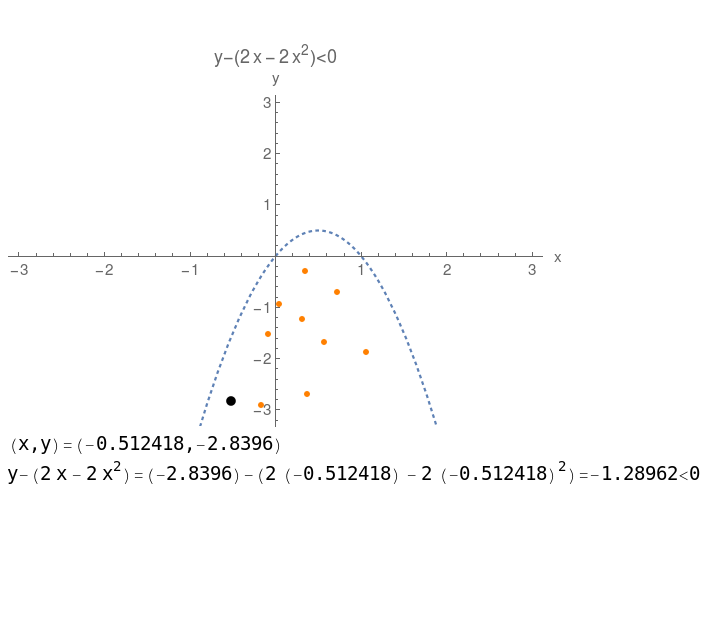 y−(2 x − 2 x²)<0
y
3
2
1
−3 −2 −1 1 2 3 x
−1
−2
−3
(x,y)=(−0.512418,−2.8396)
y−(2 x − 2 x²)=(−2.8396)−(2 (−0.512418) − 2 (−0.512418)²)=−1.28962<0